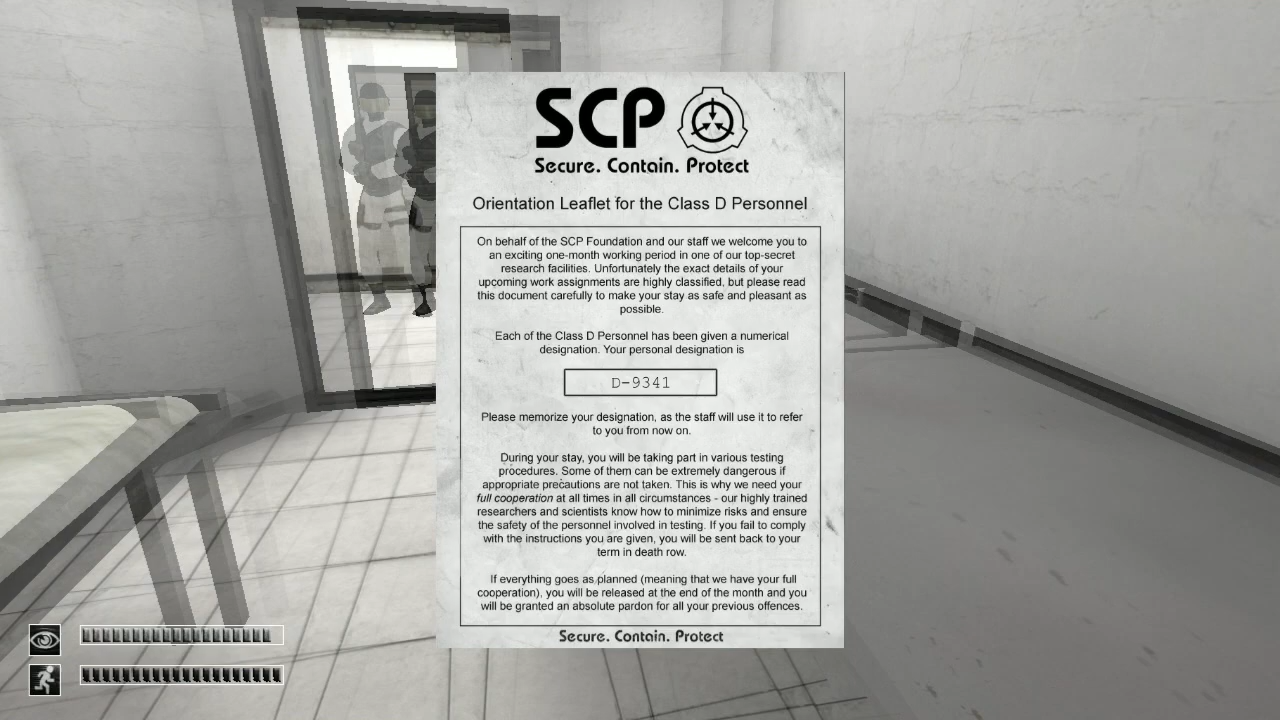 SCP
Secure. Contain. Protect
Orientation Leaflet for the Class D Personnel
On behalf of the SCP Foundation and our staff we welcome you to
an exciting one-month working period in one of our top-secret
research facilities. Unfortunately the exact details of your
upcoming work assignments are highly classified, but please read
this document carefully to make your stay as safe and pleasant as
possible.
Each of the Class D Personnel has been given a numerical
designation. Your personal designation is
D-9341
Please memorize your designation, as the staff will use it to refer
to you from now on.
During your stay, you will be taking part in various testing
procedures. Some of them can be extremely dangerous if
appropriate precautions are not taken. This is why we need your
full cooperation at all times in all circumstances - our highly trained
researchers and scientists know how to minimize risks and ensure
the safety of the personnel involved in testing. If you fail to comply
with the instructions you are given, you will be sent back to your
term in death row.
If everything goes as planned (meaning that we have your full
cooperation), you will be released at the end of the month and you
will be granted an absolute pardon for all your previous offences.
Secure. Contain. Protect